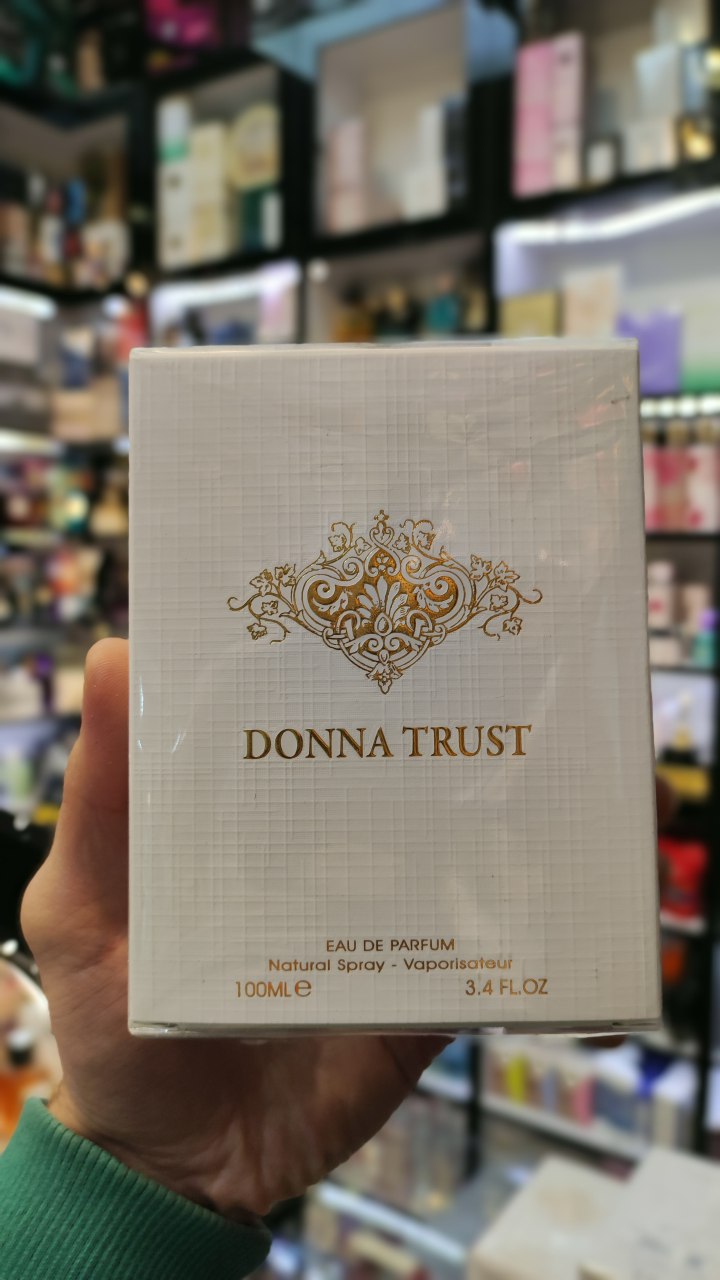 DONNA TRUST
EAU DE PARFUM
Natural Spray - Vaporisateur
100ML ℮ 3.4 FL.OZ